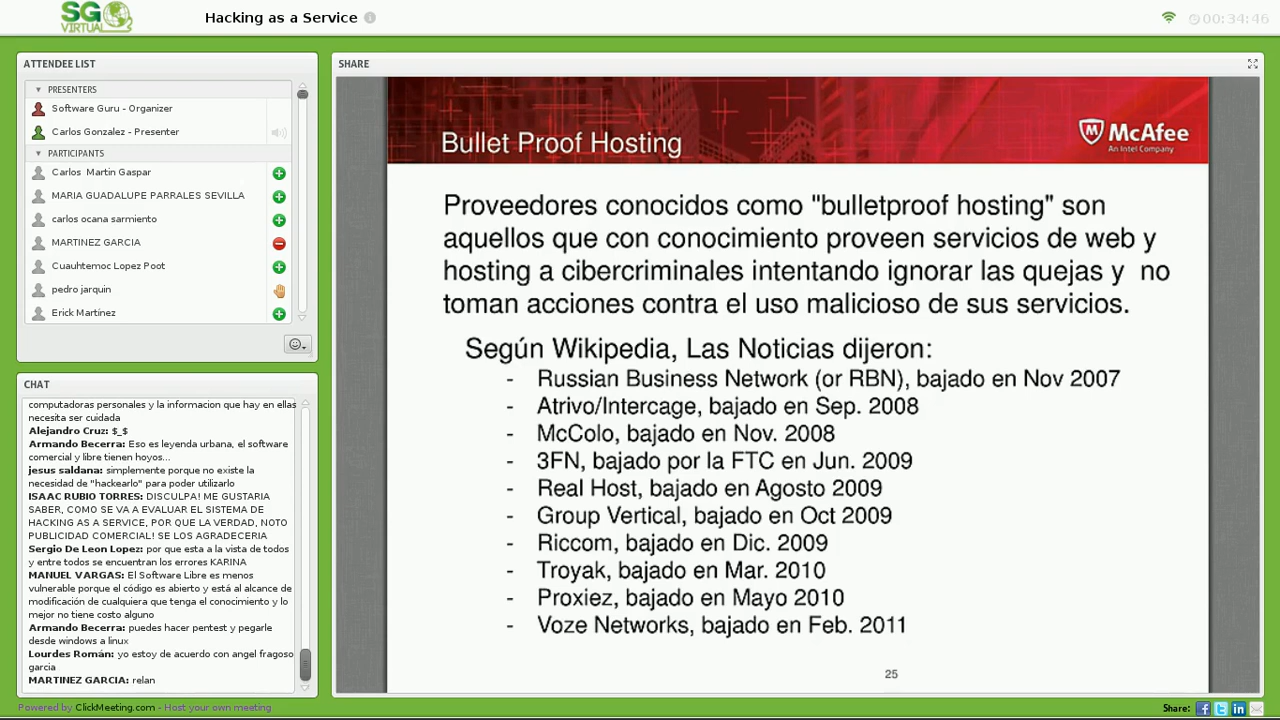 SG
VIRTUAL
Hacking as a Service
00:34:46
ATTENDEE LIST
PRESENTERS
Software Guru - Organizer
Carlos Gonzalez - Presenter
PARTICIPANTS
Carlos Martin Gaspar
MARIA GUADALUPE PARRALES SEVILLA
carlos ocana sarmiento
MARTINEZ GARCIA
Cuauhtemoc Lopez Poot
pedro jarquin
Erick Martínez
CHAT
computadoras personales y la informacion que hay en ellas
necesita ser cuidada
Alejandro Cruz: $_$
Armando Becerra: Eso es leyenda urbana, el software
comercial y libre tienen hoyos...
jesus saldana: simplemente porque no existe la
necesidad de "hackearlo" para poder utilizarlo
ISAAC RUBIO TORRES: DISCULPA! ME GUSTARIA
SABER, COMO SE VA A EVALUAR EL SISTEMA DE
HACKING AS A SERVICE, POR QUE LA VERDAD, NOTO
PUBLICIDAD COMERCIAL! SE LOS AGRADECERIA
Sergio De Leon Lopez: por que esta a la vista de todos
y entre todos se encuentran los errores KARINA
MANUEL VARGAS: El Software Libre es menos
vulnerable porque el código es abierto y está al alcance de
modificación de cualquiera que tenga el conocimiento y lo
mejor no tiene costo alguno
Armando Becerra: puedes hacer pentest y pegarle
desde windows a linux
Lourdes Román: yo estoy de acuerdo con angel fragoso
garcia
MARTINEZ GARCIA: relan
SHARE
Bullet Proof Hosting
McAfee
An Intel Company
Proveedores conocidos como "bulletproof hosting" son
aquellos que con conocimiento proveen servicios de web y
hosting a cibercriminales intentando ignorar las quejas y no
toman acciones contra el uso malicioso de sus servicios.
Según Wikipedia, Las Noticias dijeron:
- Russian Business Network (or RBN), bajado en Nov 2007
- Atrivo/Intercage, bajado en Sep. 2008
- McColo, bajado en Nov. 2008
- 3FN, bajado por la FTC en Jun. 2009
- Real Host, bajado en Agosto 2009
- Group Vertical, bajado en Oct 2009
- Riccom, bajado en Dic. 2009
- Troyak, bajado en Mar. 2010
- Proxiez, bajado en Mayo 2010
- Voze Networks, bajado en Feb. 2011
25
Powered by ClickMeeting.com - Host your own meeting
Share: